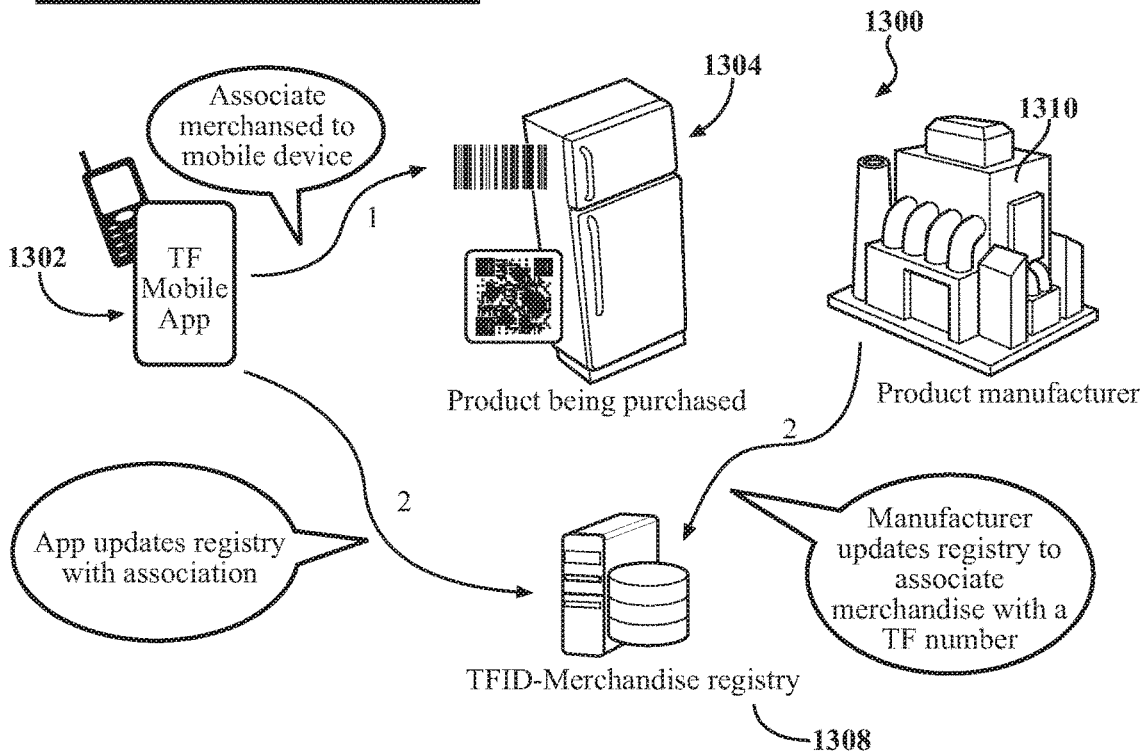 1300
1304
1310
Associate
merchansed to
mobile device
1
1302
TF
Mobile
App
Product being purchased
Product manufacturer
2
2
App updates registry
with association
Manufacturer
updates registry to
associate
merchandise with a
TF number
TFID-Merchandise registry
1308